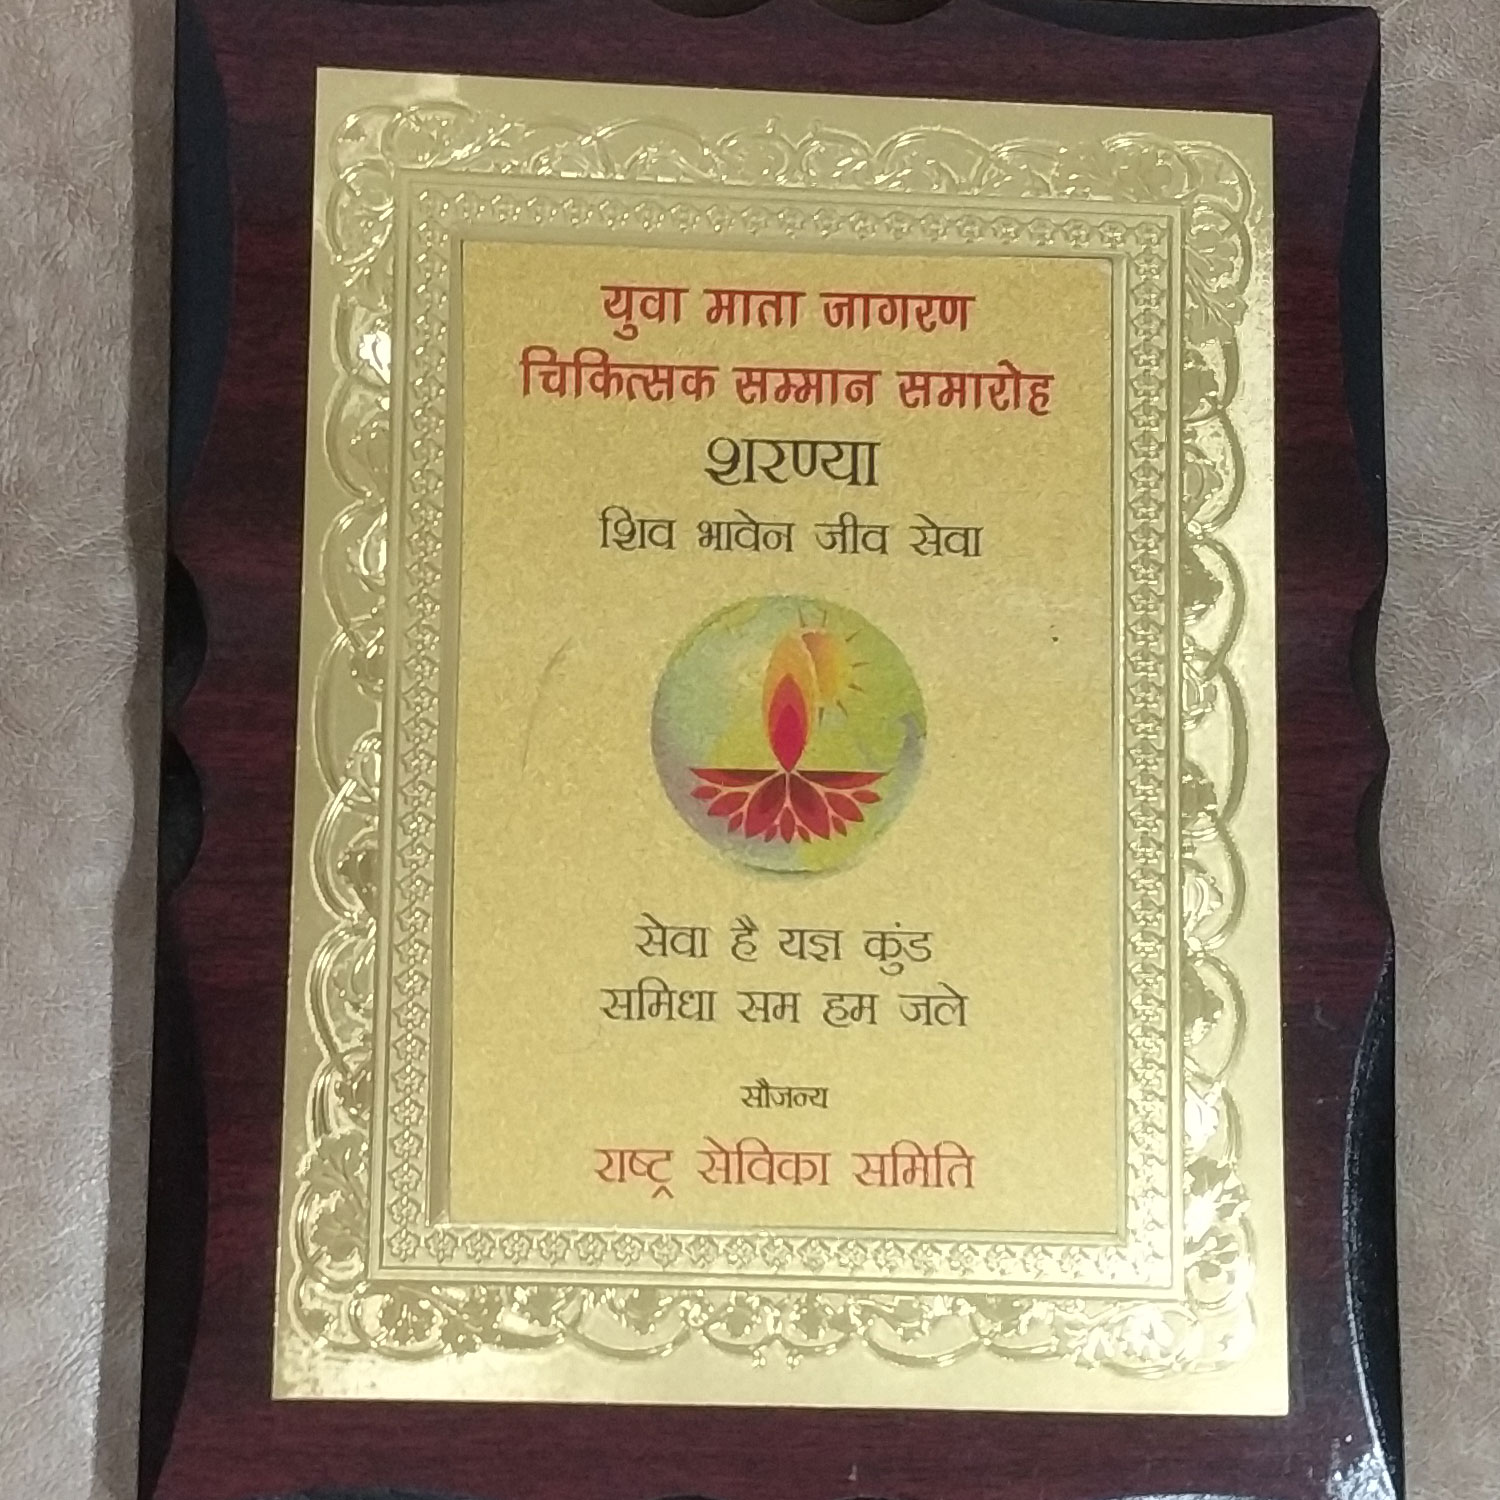 युवा माता जागरण
चिकित्सक सम्मान समारोह
शरण्या
शिव भावेन जीव सेवा
सेवा है यज्ञ कुंड
समिधा सम हम जले
सौजन्य
राष्ट्र सेविका समिति